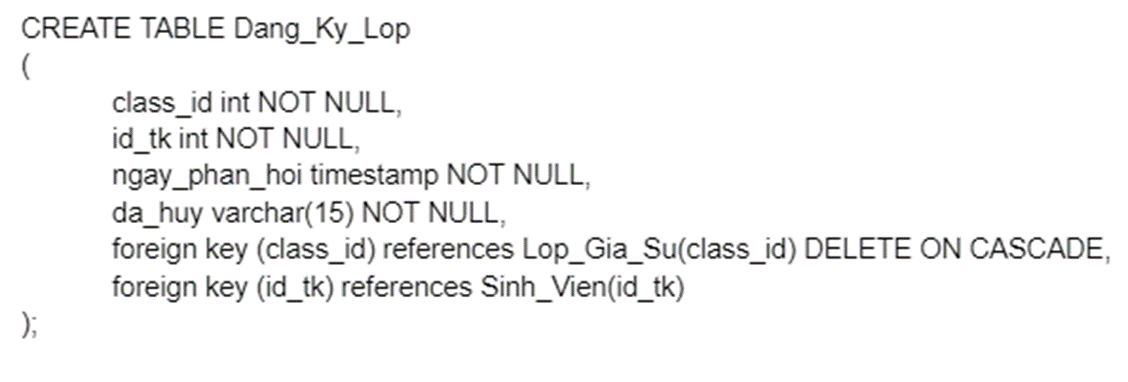 CREATE TABLE Dang_Ky_Lop
(
class_id int NOT NULL,
id_tk int NOT NULL,
ngay_phan_hoi timestamp NOT NULL,
da_huy varchar(15) NOT NULL,
foreign key (class_id) references Lop_Gia_Su(class_id) DELETE ON CASCADE,
foreign key (id_tk) references Sinh_Vien(id_tk)
);